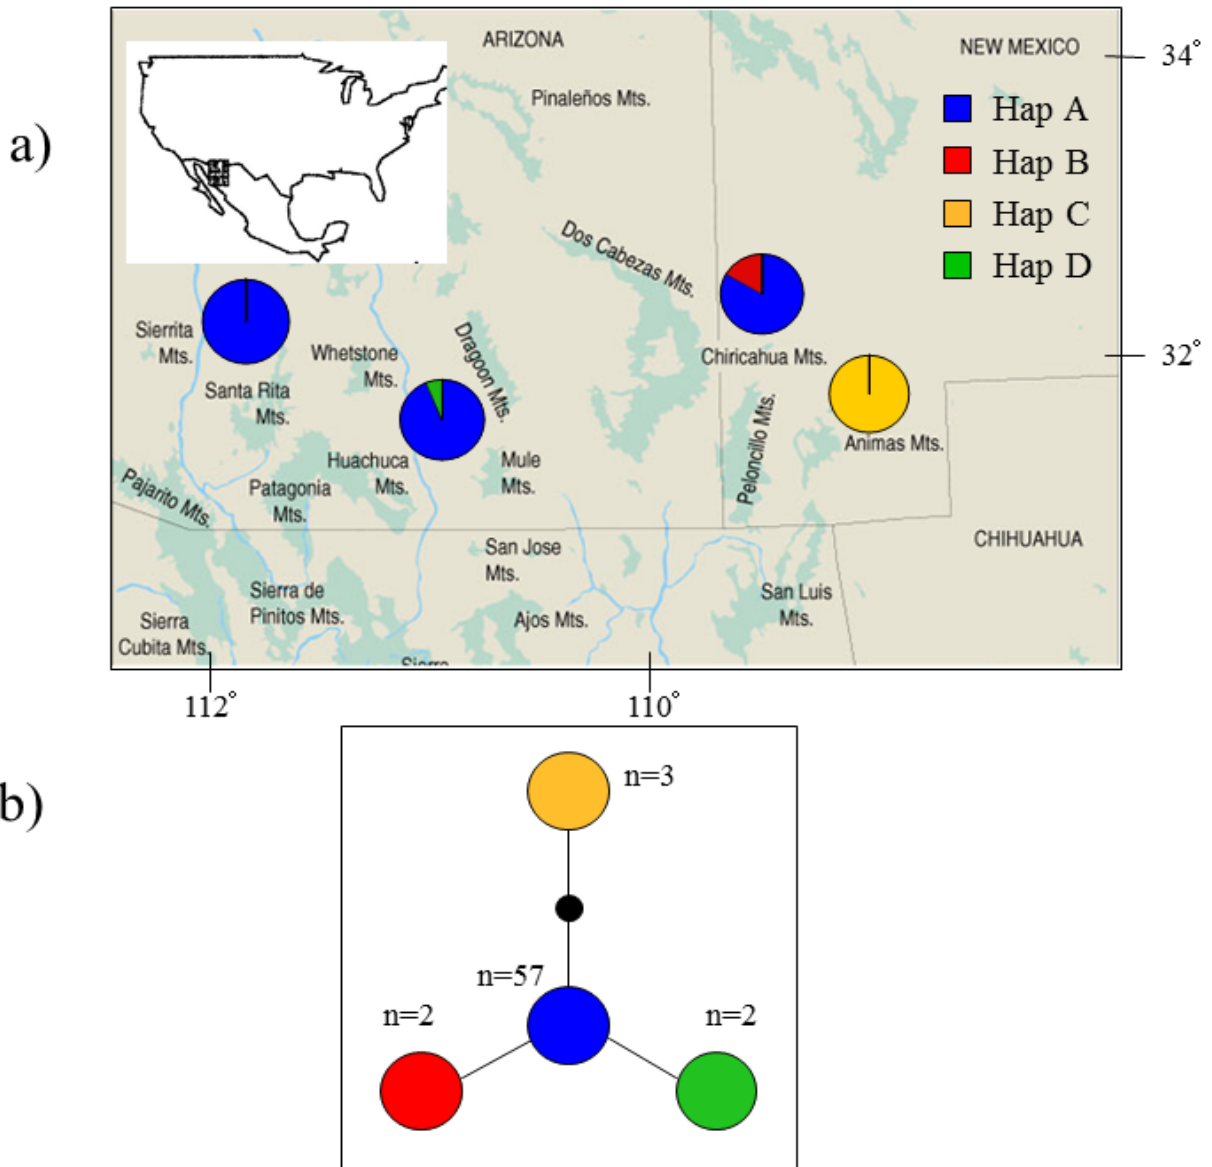 a)
ARIZONA
NEW MEXICO
34°
Pinaleños Mts.
Hap A
Hap B
Hap C
Hap D
Dos Cabezas Mts.
Sierrita
Mts.
Whetstone
Mts.
Dragoon Mts.
Chiricahua Mts.
32°
Santa Rita
Mts.
Peloncillo Mts.
Animas Mts.
Huachuca
Mts.
Mule
Mts.
Pajarito Mts.
Patagonia
Mts.
CHIHUAHUA
San Jose
Mts.
Sierra de
Pinitos Mts.
San Luis
Mts.
Sierra
Cubita Mts.
Ajos Mts.
Sierra
112°
110°
b)
n=3
n=57
n=2
n=2